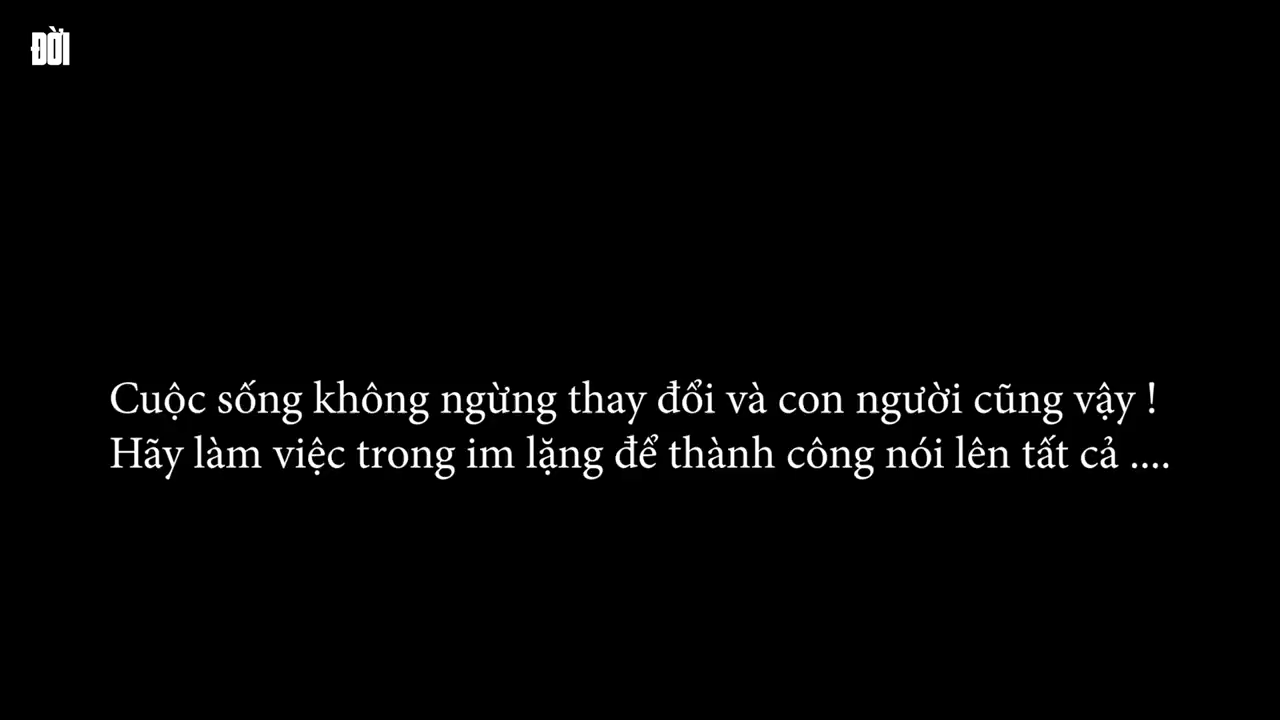 ĐỜI
Cuộc sống không ngừng thay đổi và con người cũng vậy !
Hãy làm việc trong im lặng để thành công nói lên tất cả ....